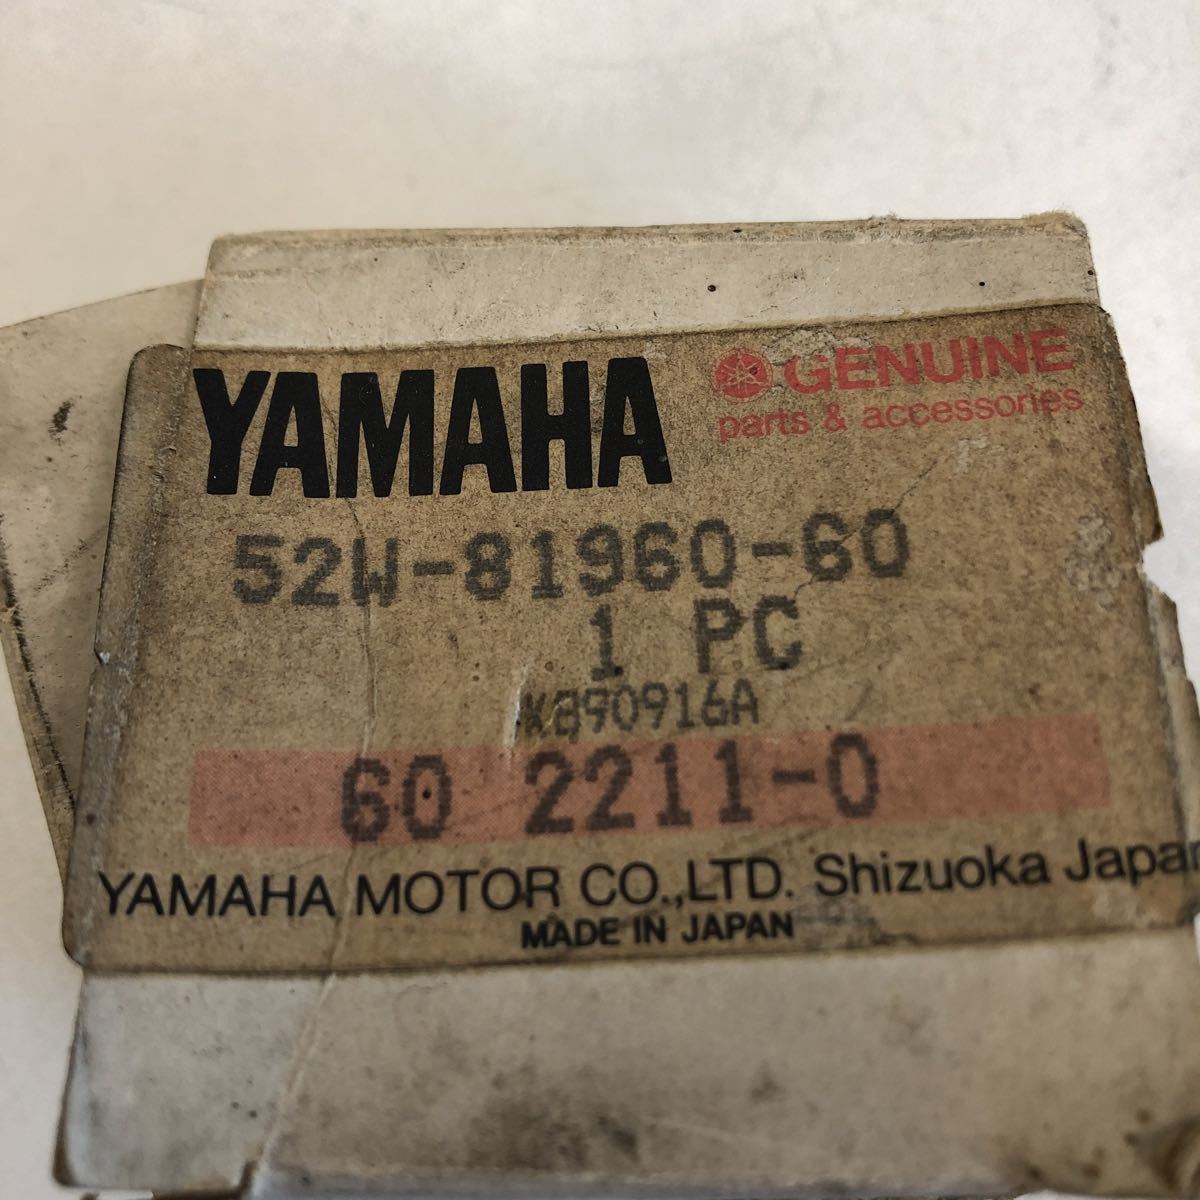 YAMAHA
GENUINE
parts & accessories
52W-81960-60
1 PC
K890916A
60 2211-0
YAMAHA MOTOR CO.,LTD. Shizuoka Japan
MADE IN JAPAN